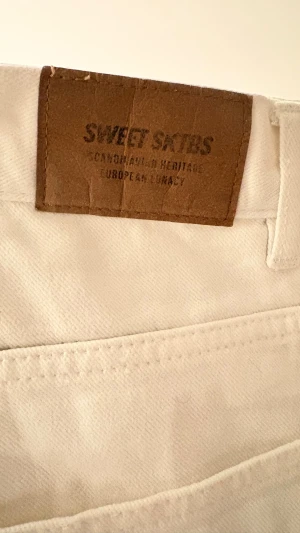 SWEET SKTBS
SCANDINAVIAN HERITAGE
EUROPEAN LUNACY